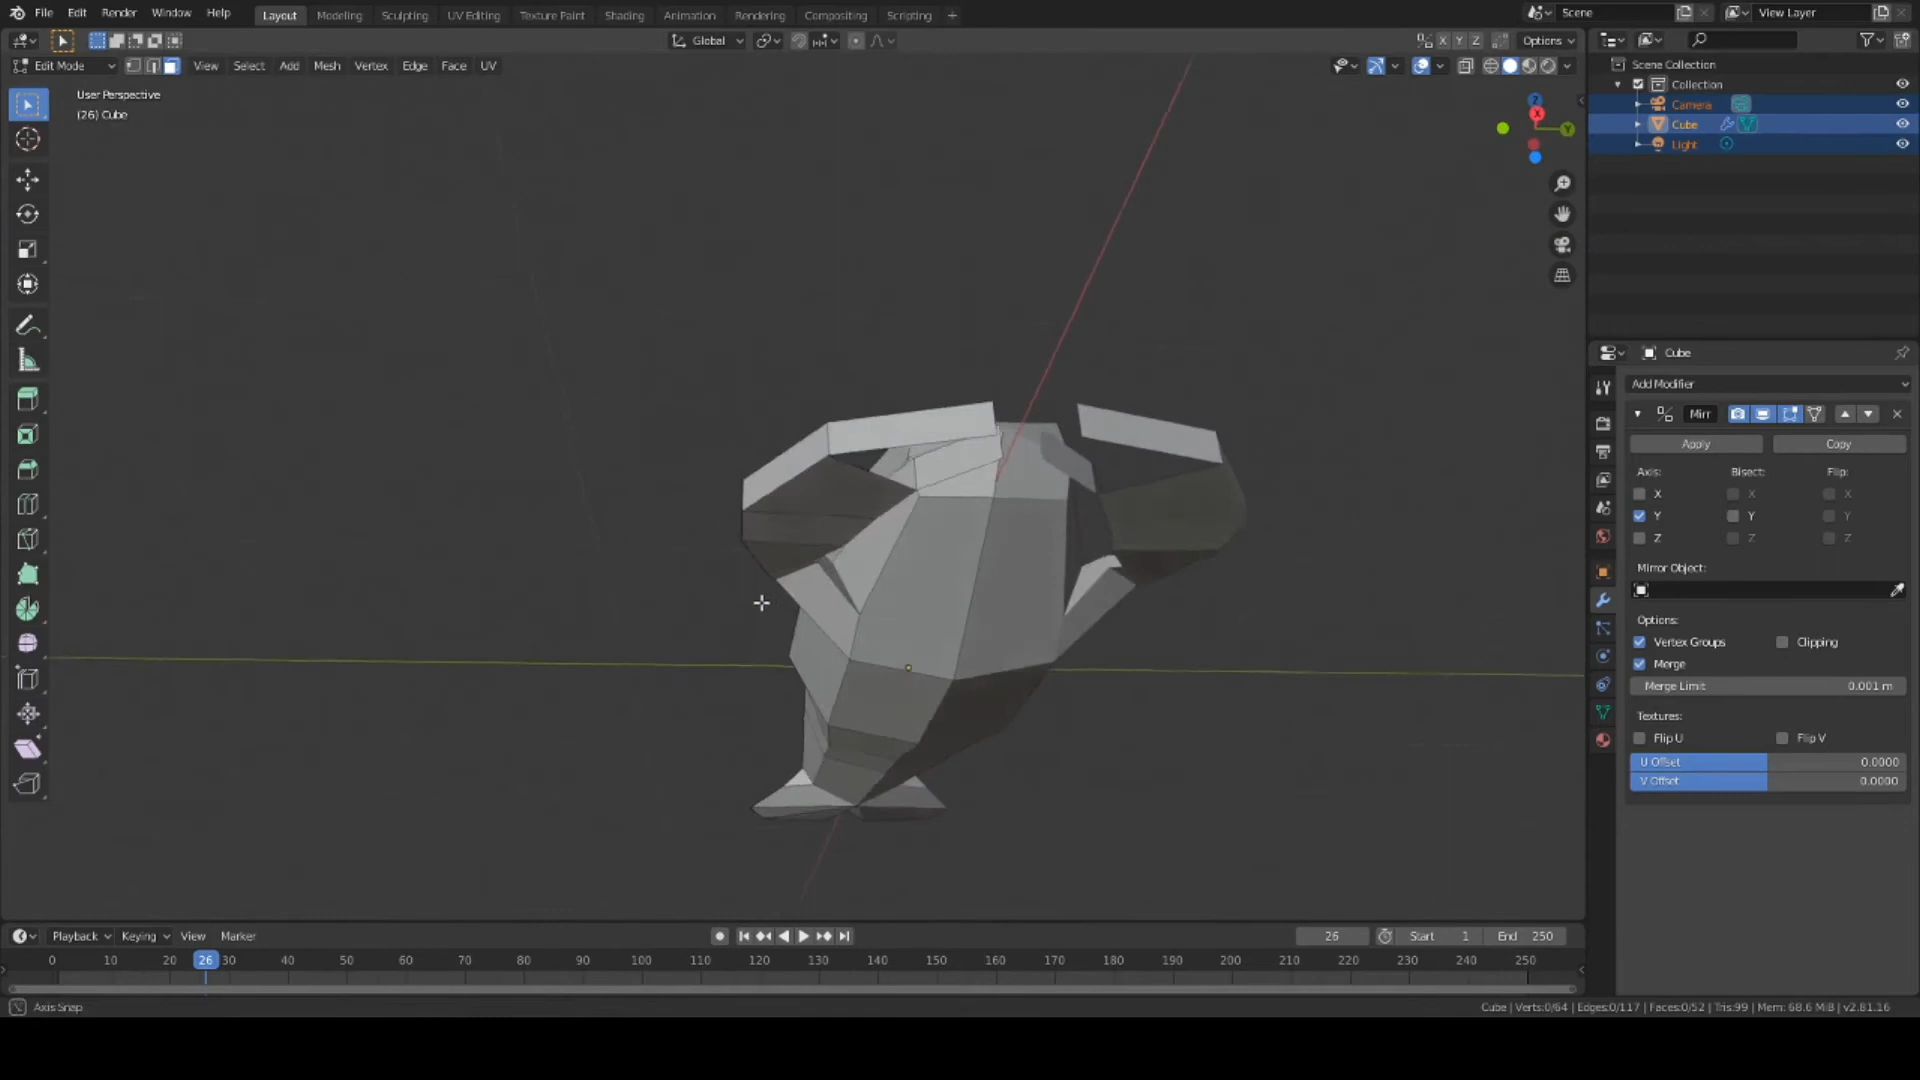 File Edit Render Window Help
Layout Modeling Sculpting UV Editing Texture Paint Shading Animation Rendering Compositing Scripting +
Scene
View Layer
Global
X Y Z
Options
Edit Mode
View Select Add Mesh Vertex Edge Face UV
User Perspective
(26) Cube
Z
X
Y
Scene Collection
Collection
Camera
Cube
Light
Cube
Add Modifier
Mirr
Apply
Copy
Axis:
Bisect:
Flip:
X
X
X
Y
Y
Y
Z
Z
Z
Mirror Object:
Options:
Vertex Groups
Clipping
Merge
Merge Limit
0.001 m
Textures:
Flip U
Flip V
U Offset
0.0000
V Offset
0.0000
Playback Keying View Marker
26
Start 1
End 250
0 10 20 26 30 40 50 60 70 80 90 100 110 120 130 140 150 160 170 180 190 200 210 220 230 240 250
Axis Snap
Cube | Verts:0/64 | Edges:0/117 | Faces:0/52 | Tris:99 | Mem: 68.6 MiB | v2.81.16